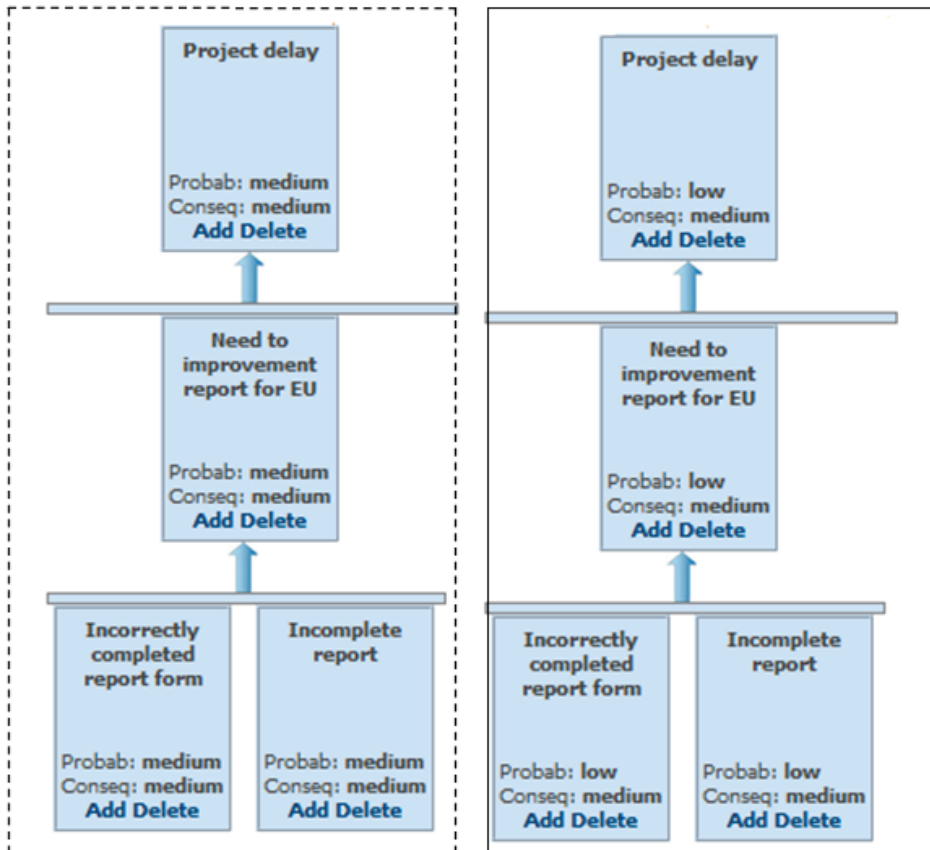 Project delay
Probab: medium
Conseq: medium
Add Delete
Need to
improvement
report for EU
Probab: medium
Conseq: medium
Add Delete
Incorrectly
completed
report form
Probab: medium
Conseq: medium
Add Delete
Incomplete
report
Probab: medium
Conseq: medium
Add Delete
Project delay
Probab: low
Conseq: medium
Add Delete
Need to
improvement
report for EU
Probab: low
Conseq: medium
Add Delete
Incorrectly
completed
report form
Probab: low
Conseq: medium
Add Delete
Incomplete
report
Probab: low
Conseq: medium
Add Delete